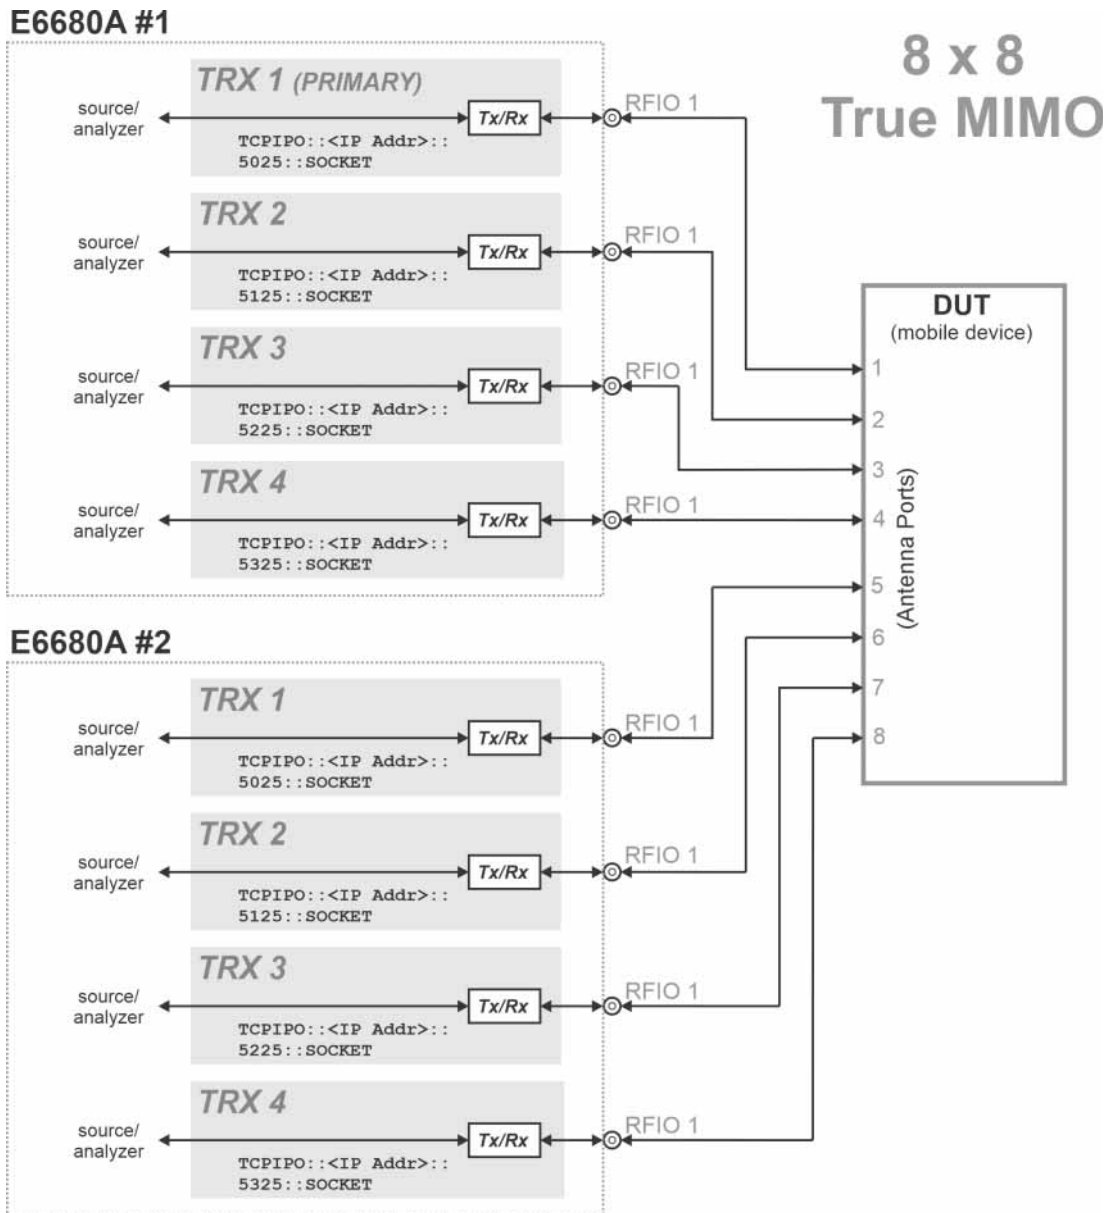 E6680A #1
8 x 8
True MIMO
TRX 1 (PRIMARY)
source/
analyzer
Tx/Rx
RFIO 1
TCPIPO::<IP Addr>::
5025::SOCKET
TRX 2
source/
analyzer
Tx/Rx
RFIO 1
TCPIPO::<IP Addr>::
5125::SOCKET
TRX 3
source/
analyzer
Tx/Rx
RFIO 1
TCPIPO::<IP Addr>::
5225::SOCKET
TRX 4
source/
analyzer
Tx/Rx
RFIO 1
TCPIPO::<IP Addr>::
5325::SOCKET
DUT
(mobile device)
1
2
3
4
5
6
7
8
(Antenna Ports)
E6680A #2
TRX 1
source/
analyzer
Tx/Rx
RFIO 1
TCPIPO::<IP Addr>::
5025::SOCKET
TRX 2
source/
analyzer
Tx/Rx
RFIO 1
TCPIPO::<IP Addr>::
5125::SOCKET
TRX 3
source/
analyzer
Tx/Rx
RFIO 1
TCPIPO::<IP Addr>::
5225::SOCKET
TRX 4
source/
analyzer
Tx/Rx
RFIO 1
TCPIPO::<IP Addr>::
5325::SOCKET